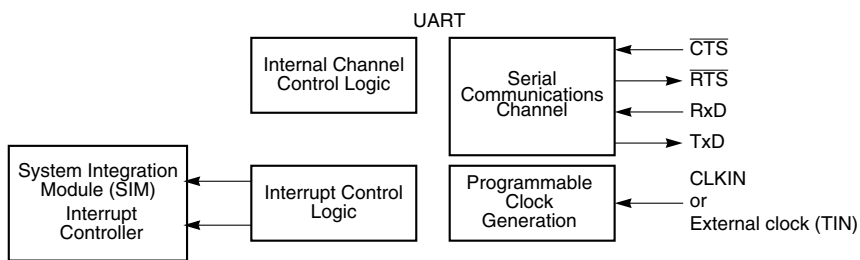 UART
Internal Channel
Control Logic
Serial
Communications
Channel
CTS
RTS
RxD
TxD
System Integration
Module (SIM)
Interrupt
Controller
Interrupt Control
Logic
Programmable
Clock
Generation
CLKIN
or
External clock (TIN)